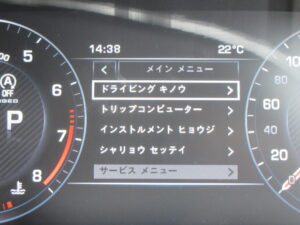 14:38 22°C
メイン メニュー
ドライビング キノウ
トリップコンピューター
インストルメント ヒョウジ
シャリョウ セッテイ
サービス メニュー
A
OFF
P
5
6
7
8
100
80
60
40
20